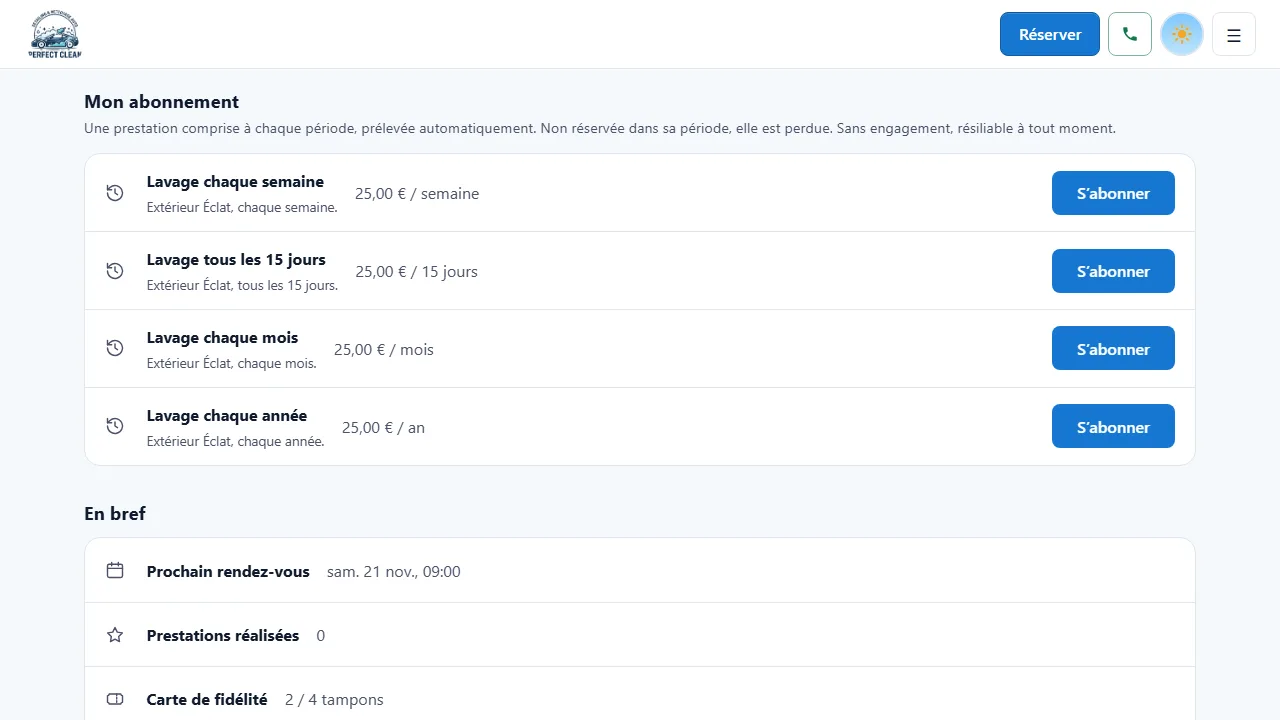 PERFECT CLEAN
Réserver
Mon abonnement
Une prestation comprise à chaque période, prélevée automatiquement. Non réservée dans sa période, elle est perdue. Sans engagement, résiliable à tout moment.
Lavage chaque semaine
Extérieur Éclat, chaque semaine.
25,00 € / semaine
S’abonner
Lavage tous les 15 jours
Extérieur Éclat, tous les 15 jours.
25,00 € / 15 jours
S’abonner
Lavage chaque mois
Extérieur Éclat, chaque mois.
25,00 € / mois
S’abonner
Lavage chaque année
Extérieur Éclat, chaque année.
25,00 € / an
S’abonner
En bref
Prochain rendez-vous sam. 21 nov., 09:00
Prestations réalisées 0
Carte de fidélité 2 / 4 tampons